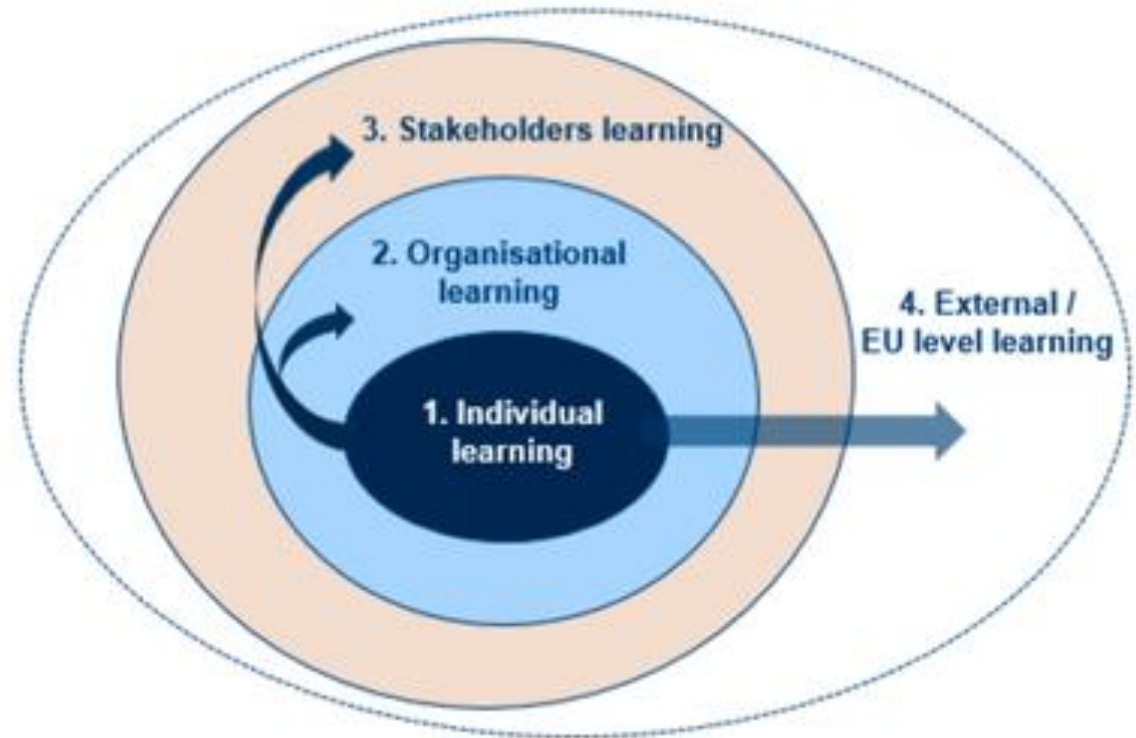 3. Stakeholders learning
2. Organisational
learning
4. External /
EU level learning
1. Individual
learning